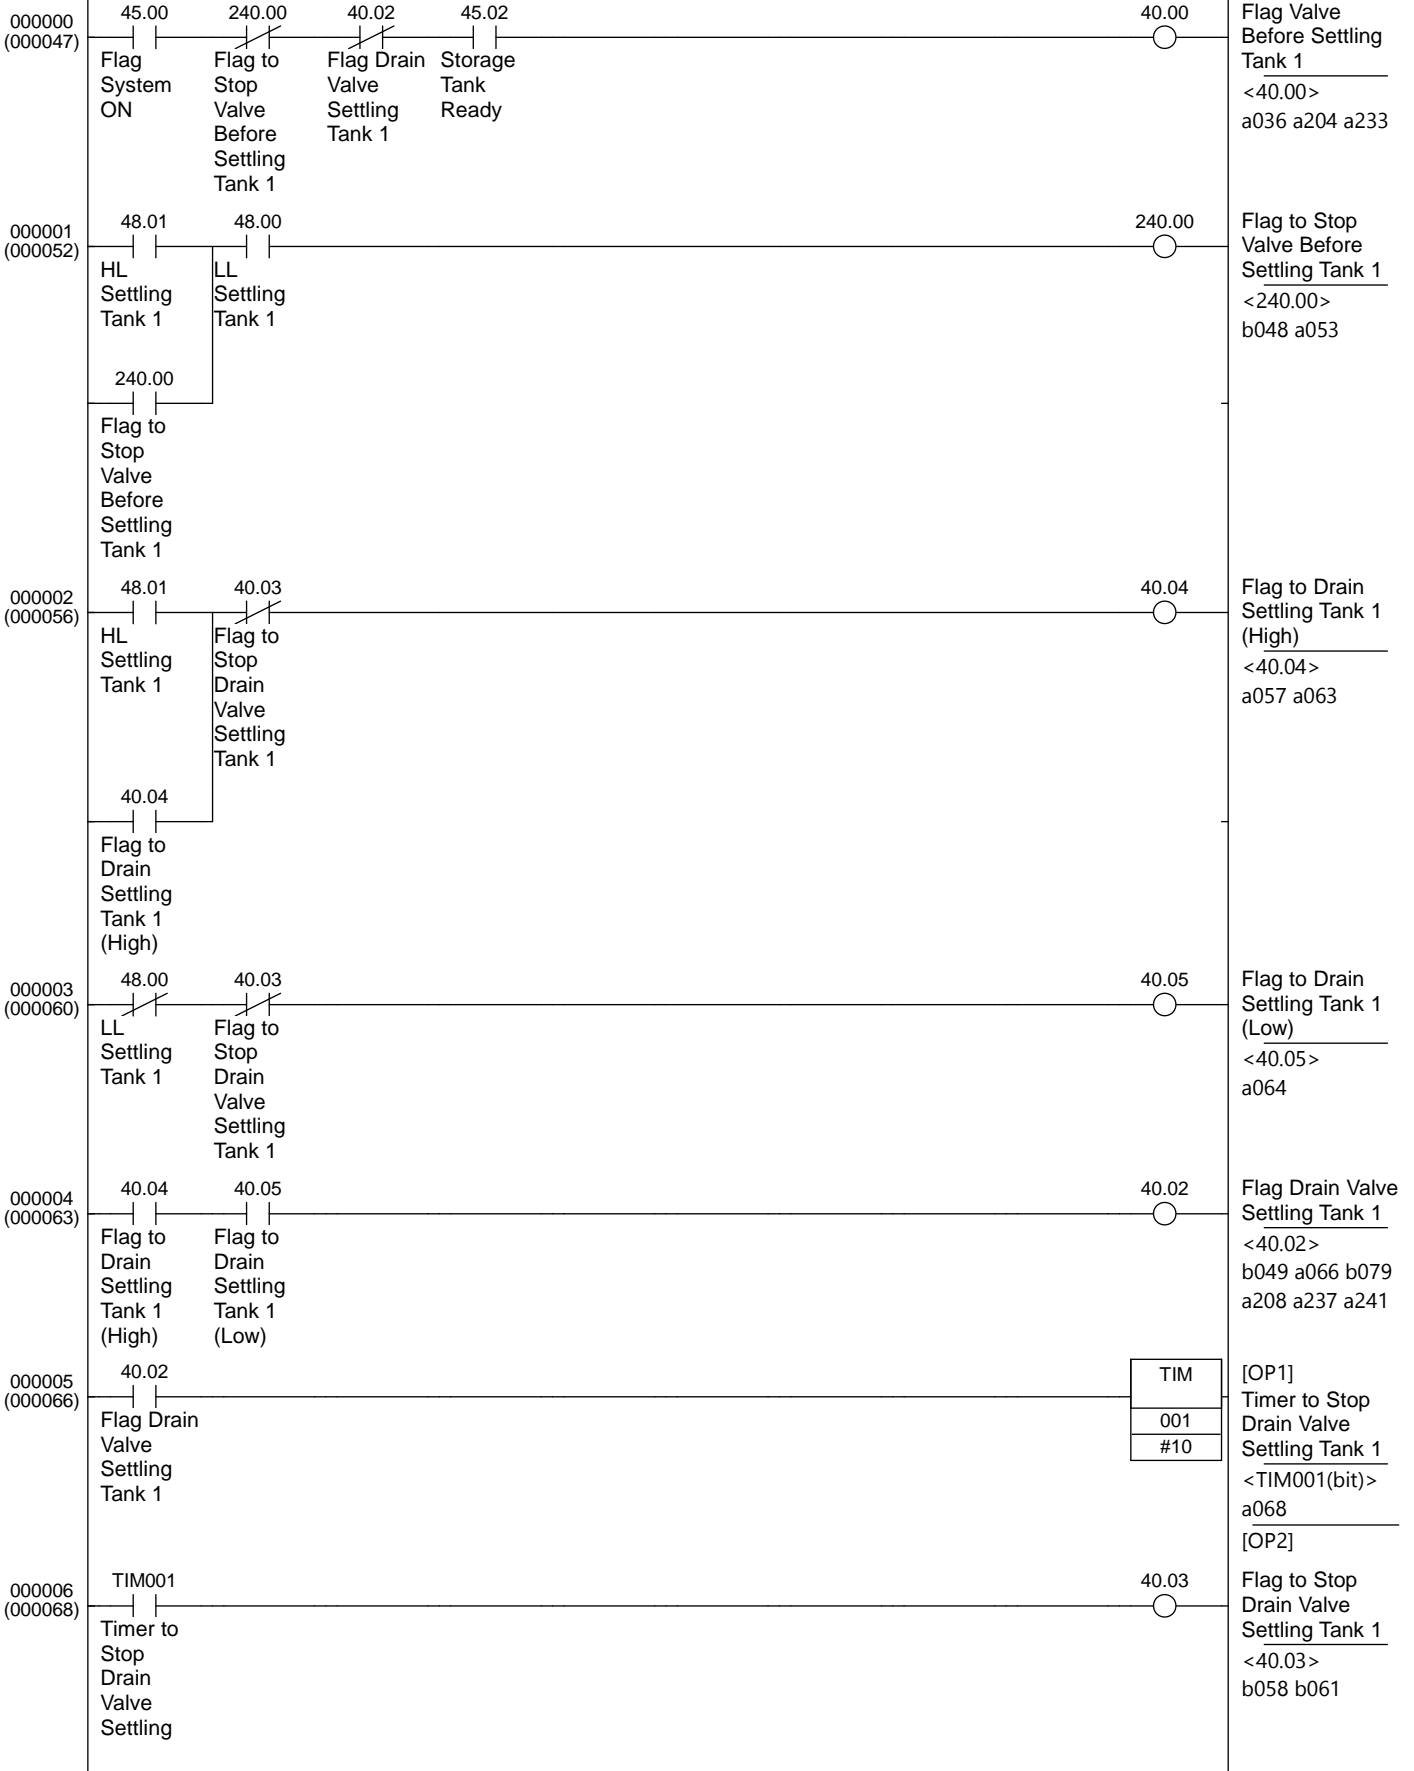 000000
(000047)
45.00
240.00
40.02
45.02
40.00
Flag
System
ON
Flag to
Stop
Valve
Before
Settling
Tank 1
Flag Drain
Valve
Settling
Tank 1
Storage
Tank
Ready
Flag Valve
Before Settling
Tank 1
<40.00>
a036 a204 a233
000001
(000052)
48.01
48.00
240.00
HL
Settling
Tank 1
LL
Settling
Tank 1
Flag to Stop
Valve Before
Settling Tank 1
<240.00>
b048 a053
240.00
Flag to
Stop
Valve
Before
Settling
Tank 1
000002
(000056)
48.01
40.03
40.04
HL
Settling
Tank 1
Flag to
Stop
Drain
Valve
Settling
Tank 1
Flag to Drain
Settling Tank 1
(High)
<40.04>
a057 a063
40.04
Flag to
Drain
Settling
Tank 1
(High)
000003
(000060)
48.00
40.03
40.05
LL
Settling
Tank 1
Flag to
Stop
Drain
Valve
Settling
Tank 1
Flag to Drain
Settling Tank 1
(Low)
<40.05>
a064
000004
(000063)
40.04
40.05
40.02
Flag to
Drain
Settling
Tank 1
(High)
Flag to
Drain
Settling
Tank 1
(Low)
Flag Drain Valve
Settling Tank 1
<40.02>
b049 a066 b079
a208 a237 a241
000005
(000066)
40.02
Flag Drain
Valve
Settling
Tank 1
TIM
001
#10
[OP1]
Timer to Stop
Drain Valve
Settling Tank 1
<TIM001(bit)>
a068
[OP2]
000006
(000068)
TIM001
40.03
Timer to
Stop
Drain
Valve
Settling
Flag to Stop
Drain Valve
Settling Tank 1
<40.03>
b058 b061